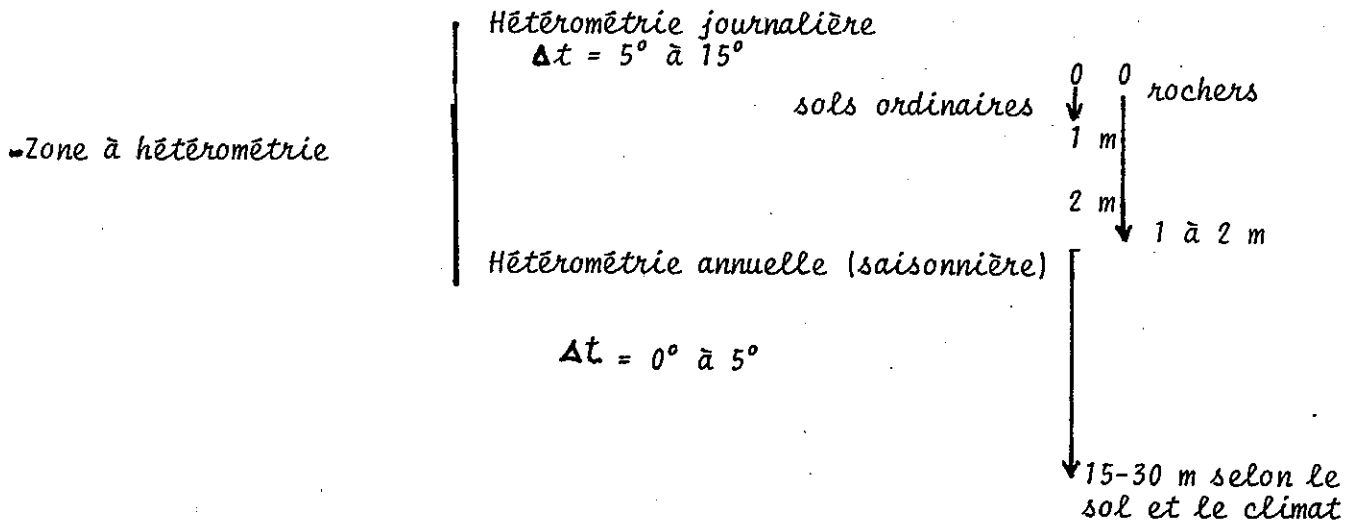 Hétérométrie journalière
Δt = 5° à 15°
0 0
sols ordinaires rochers
-Zone à hétérométrie
1 m
2 m
1 à 2 m
Hétérométrie annuelle (saisonnière)
Δt = 0° à 5°
15-30 m selon le
sol et le climat